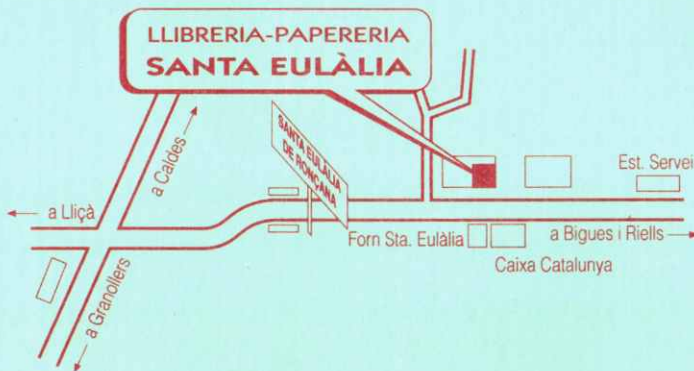 LLIBRERIA-PAPERERIA
SANTA EULÀLIA
a Caldes
SANTA EULÀLIA
DE RONÇANA
Est. Servei
a Lliçà
Forn Sta. Eulàlia
a Bigues i Riells
Caixa Catalunya
a Granollers